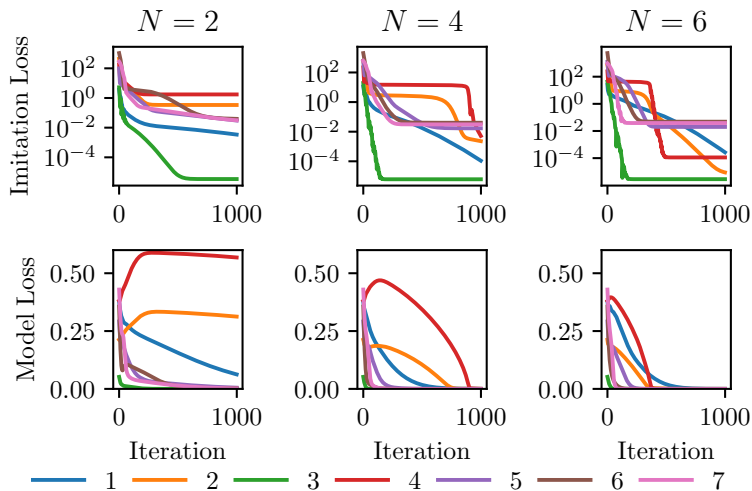 N = 2 N = 4 N = 6
Imitation Loss
10^2 10^0 10^-2 10^-4
10^2 10^0 10^-2 10^-4
10^2 10^0 10^-2 10^-4
0 1000 0 1000 0 1000
Model Loss
0.50 0.25 0.00
0.50 0.25 0.00
0.50 0.25 0.00
0 1000 0 1000 0 1000
Iteration Iteration Iteration
1 2 3 4 5 6 7